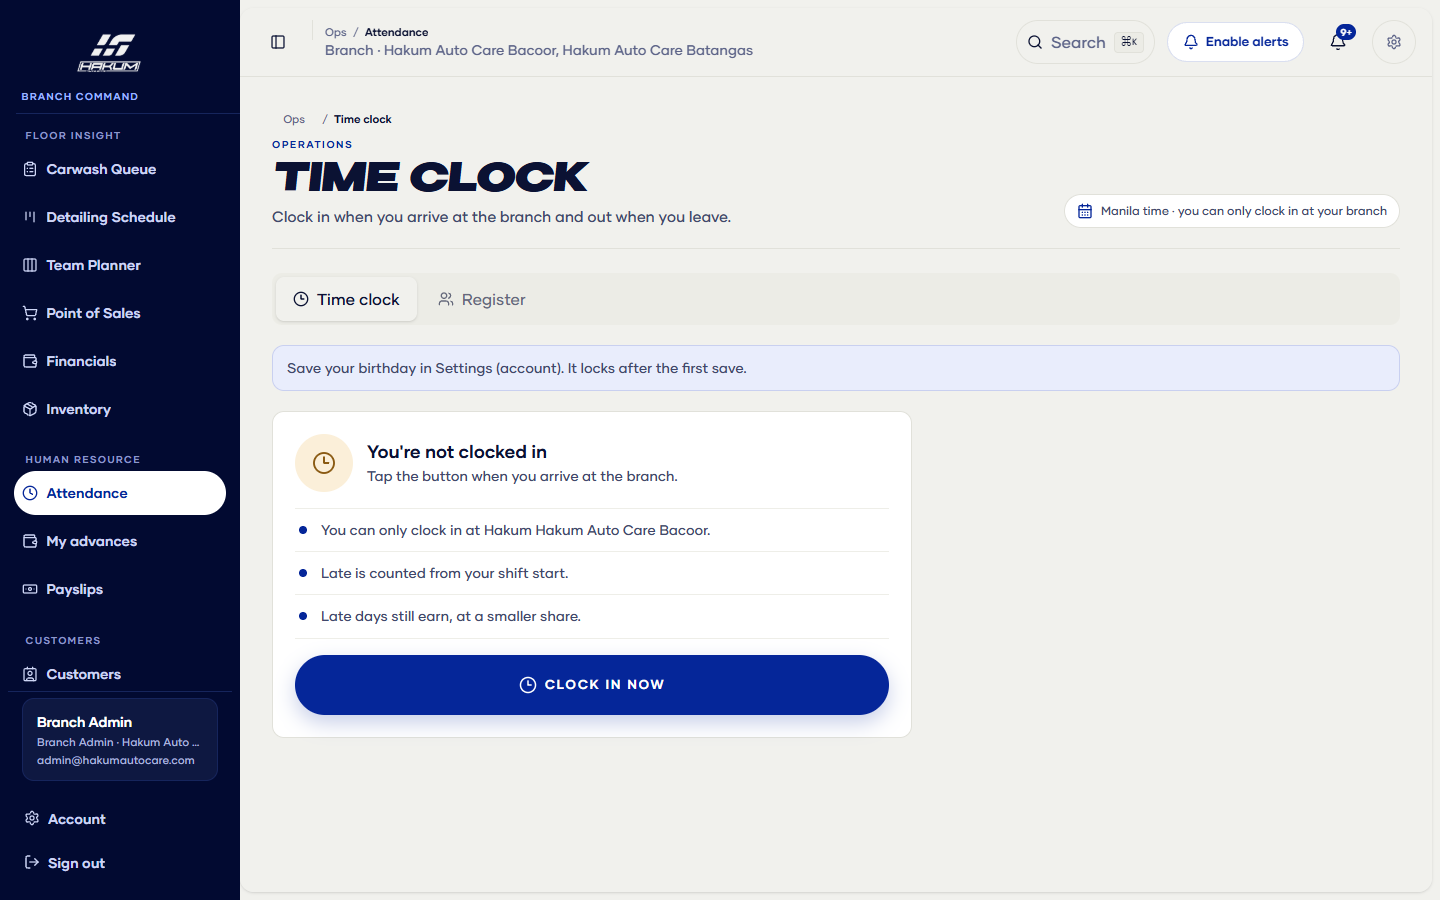 HAKUM
BRANCH COMMAND
FLOOR INSIGHT
Carwash Queue
Detailing Schedule
Team Planner
Point of Sales
Financials
Inventory
HUMAN RESOURCE
Attendance
My advances
Payslips
CUSTOMERS
Customers
Branch Admin
Branch Admin · Hakum Auto ...
admin@hakumautocare.com
Account
Sign out
Ops / Attendance
Branch · Hakum Auto Care Bacoor, Hakum Auto Care Batangas
Search ⌘K
Enable alerts
9+
Ops / Time clock
OPERATIONS
TIME CLOCK
Clock in when you arrive at the branch and out when you leave.
Manila time · you can only clock in at your branch
Time clock
Register
Save your birthday in Settings (account). It locks after the first save.
You're not clocked in
Tap the button when you arrive at the branch.
You can only clock in at Hakum Hakum Auto Care Bacoor.
Late is counted from your shift start.
Late days still earn, at a smaller share.
CLOCK IN NOW